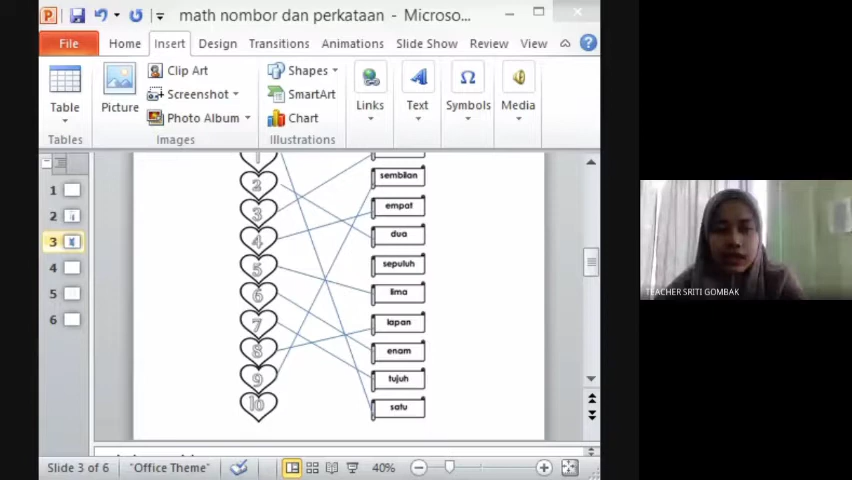 math nombor dan perkataan - Microso...
File Home Insert Design Transitions Animations Slide Show Review View
Table
Picture
Clip Art
Screenshot
Photo Album
Shapes
SmartArt
Chart
Links
Text
Symbols
Media
Tables
Images
Illustrations
1
2
3
4
5
6
1
2
3
4
5
6
7
8
9
10
sembilan
empat
dua
sepuluh
lima
lapan
enam
tujuh
satu
TEACHER SRITI GOMBAK
Slide 3 of 6 "Office Theme" 40%